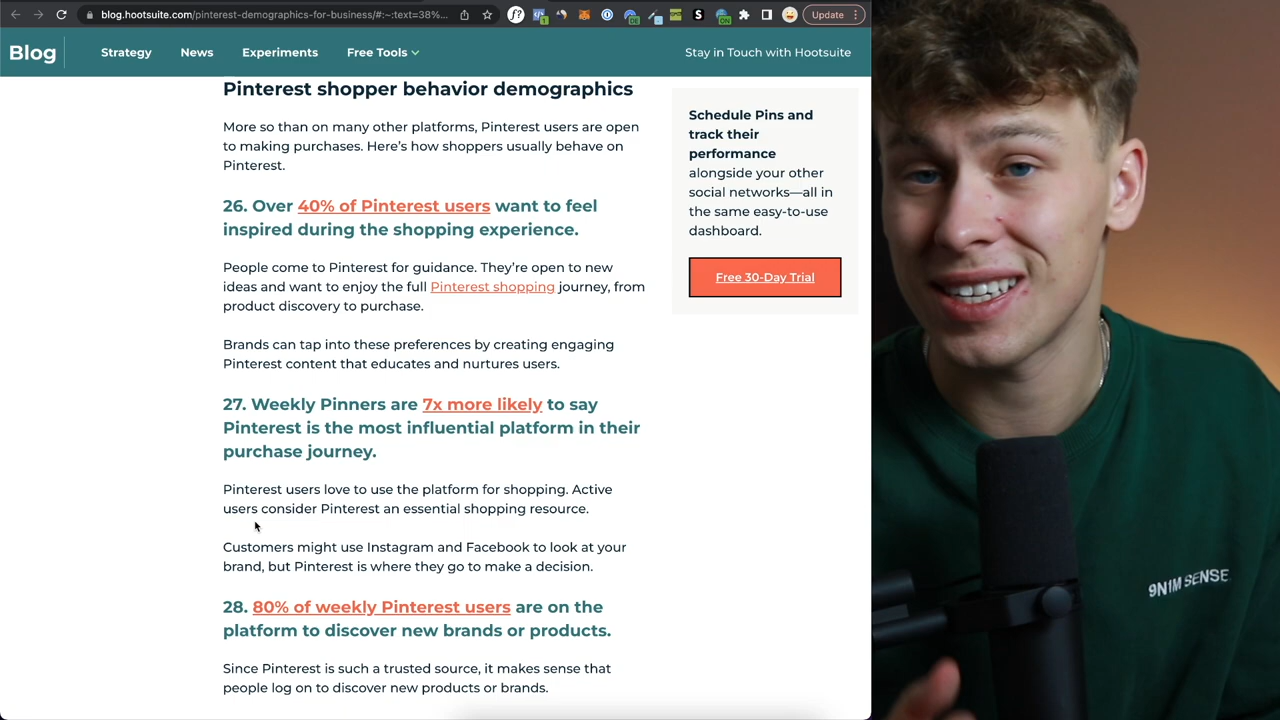 blog.hootsuite.com/pinterest-demographics-for-business/#:~:text=38%...
Update
Blog
Strategy
News
Experiments
Free Tools
Stay in Touch with Hootsuite
Pinterest shopper behavior demographics
More so than on many other platforms, Pinterest users are open
to making purchases. Here's how shoppers usually behave on
Pinterest.
26. Over 40% of Pinterest users want to feel
inspired during the shopping experience.
People come to Pinterest for guidance. They're open to new
ideas and want to enjoy the full Pinterest shopping journey, from
product discovery to purchase.
Brands can tap into these preferences by creating engaging
Pinterest content that educates and nurtures users.
27. Weekly Pinners are 7x more likely to say
Pinterest is the most influential platform in their
purchase journey.
Pinterest users love to use the platform for shopping. Active
users consider Pinterest an essential shopping resource.
Customers might use Instagram and Facebook to look at your
brand, but Pinterest is where they go to make a decision.
28. 80% of weekly Pinterest users are on the
platform to discover new brands or products.
Since Pinterest is such a trusted source, it makes sense that
people log on to discover new products or brands.
Schedule Pins and
track their
performance
alongside your other
social networks—all in
the same easy-to-use
dashboard.
Free 30-Day Trial
9N1M SENSE